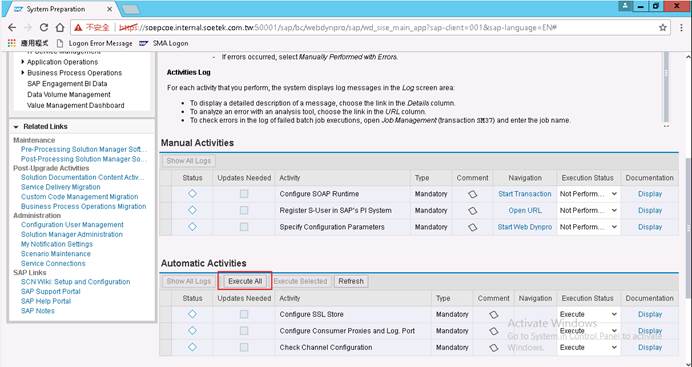 System Preparation
不安全 https://soepcoe.internal.soetek.com.tw:50001/sap/bc/webdynpro/sap/wd_sise_main_app?sap-client=001&sap-language=EN#
應用程式 Logon Error Message SMA Logon
Application Operations
Business Process Operations
SAP Engagement BI Data
Data Volume Management
Value Management Dashboard
Related Links
Maintenance
Pre-Processing Solution Manager Soft...
Post-Processing Solution Manager So...
Post-Upgrade Activities
Solution Documentation Content Activ...
Service Delivery Migration
Custom Code Management Migration
Business Process Operations Migration
Administration
Configuration User Management
Solution Manager Administration
My Notification Settings
Scenario Maintenance
Service Connections
SAP Links
SCN Wiki: Setup and Configuration
SAP Support Portal
SAP Help Portal
SAP Notes
- If errors occurred, select Manually Performed with Errors.
Activities Log
For each activity that you perform, the system displays log messages in the Log screen area:
• To display a detailed description of a message, choose the link in the Details column.
• To analyze an error with an analysis tool, choose the link in the URL column.
• To check errors in the log of failed batch job executions, open Job Management (transaction SM37) and enter the job name.
Manual Activities
Show All Logs
Status Updates Needed Activity Type Comment Navigation Execution Status Documentation
Configure SOAP Runtime Mandatory Start Transaction Not Perform... Display
Register S-User in SAP's PI System Mandatory Open URL Not Perform... Display
Specify Configuration Parameters Mandatory Start Web Dynpro Not Perform... Display
Automatic Activities
Show All Logs Execute All Execute Selected Refresh
Status Updates Needed Activity Type Comment Navigation Execution Status Documentation
Configure SSL Store Mandatory Execute Display
Configure Consumer Proxies and Log. Port Mandatory Execute Display
Check Channel Configuration Mandatory Execute Display
Activate Windows
Go to System in Control Panel to activate
Windows.